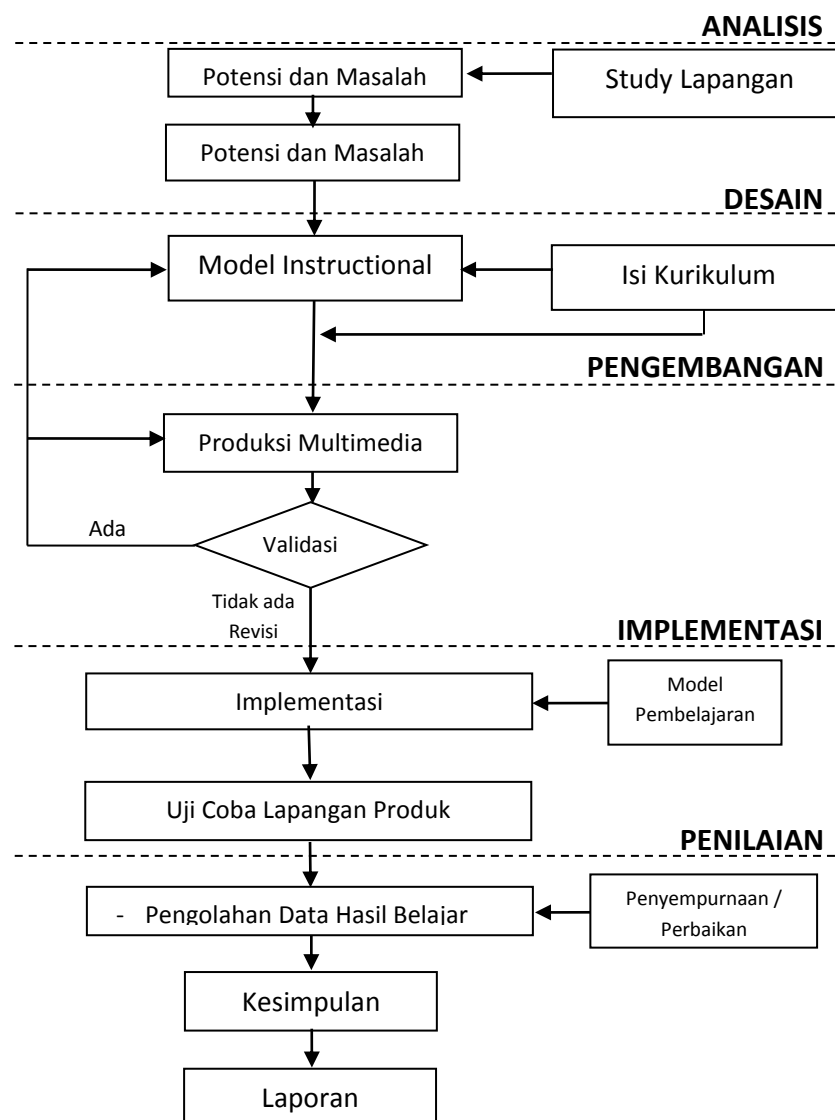 ANALISIS
Potensi dan Masalah
Study Lapangan
Potensi dan Masalah
DESAIN
Model Instructional
Isi Kurikulum
PENGEMBANGAN
Produksi Multimedia
Ada
Validasi
Tidak ada
Revisi
IMPLEMENTASI
Implementasi
Model
Pembelajaran
Uji Coba Lapangan Produk
PENILAIAN
- Pengolahan Data Hasil Belajar
Penyempurnaan /
Perbaikan
Kesimpulan
Laporan